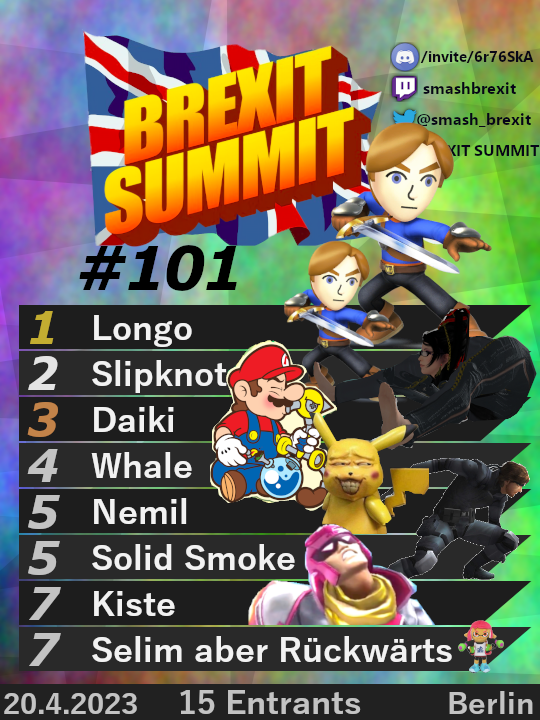 BREXIT
SUMMIT
#101
/invite/6r76SkA
smashbrexit
@smash_brexit
XIT SUMMIT
1 Longo
2 Slipknot
3 Daiki
4 Whale
5 Nemil
5 Solid Smoke
7 Kiste
7 Selim aber Rückwärts
20.4.2023 15 Entrants Berlin